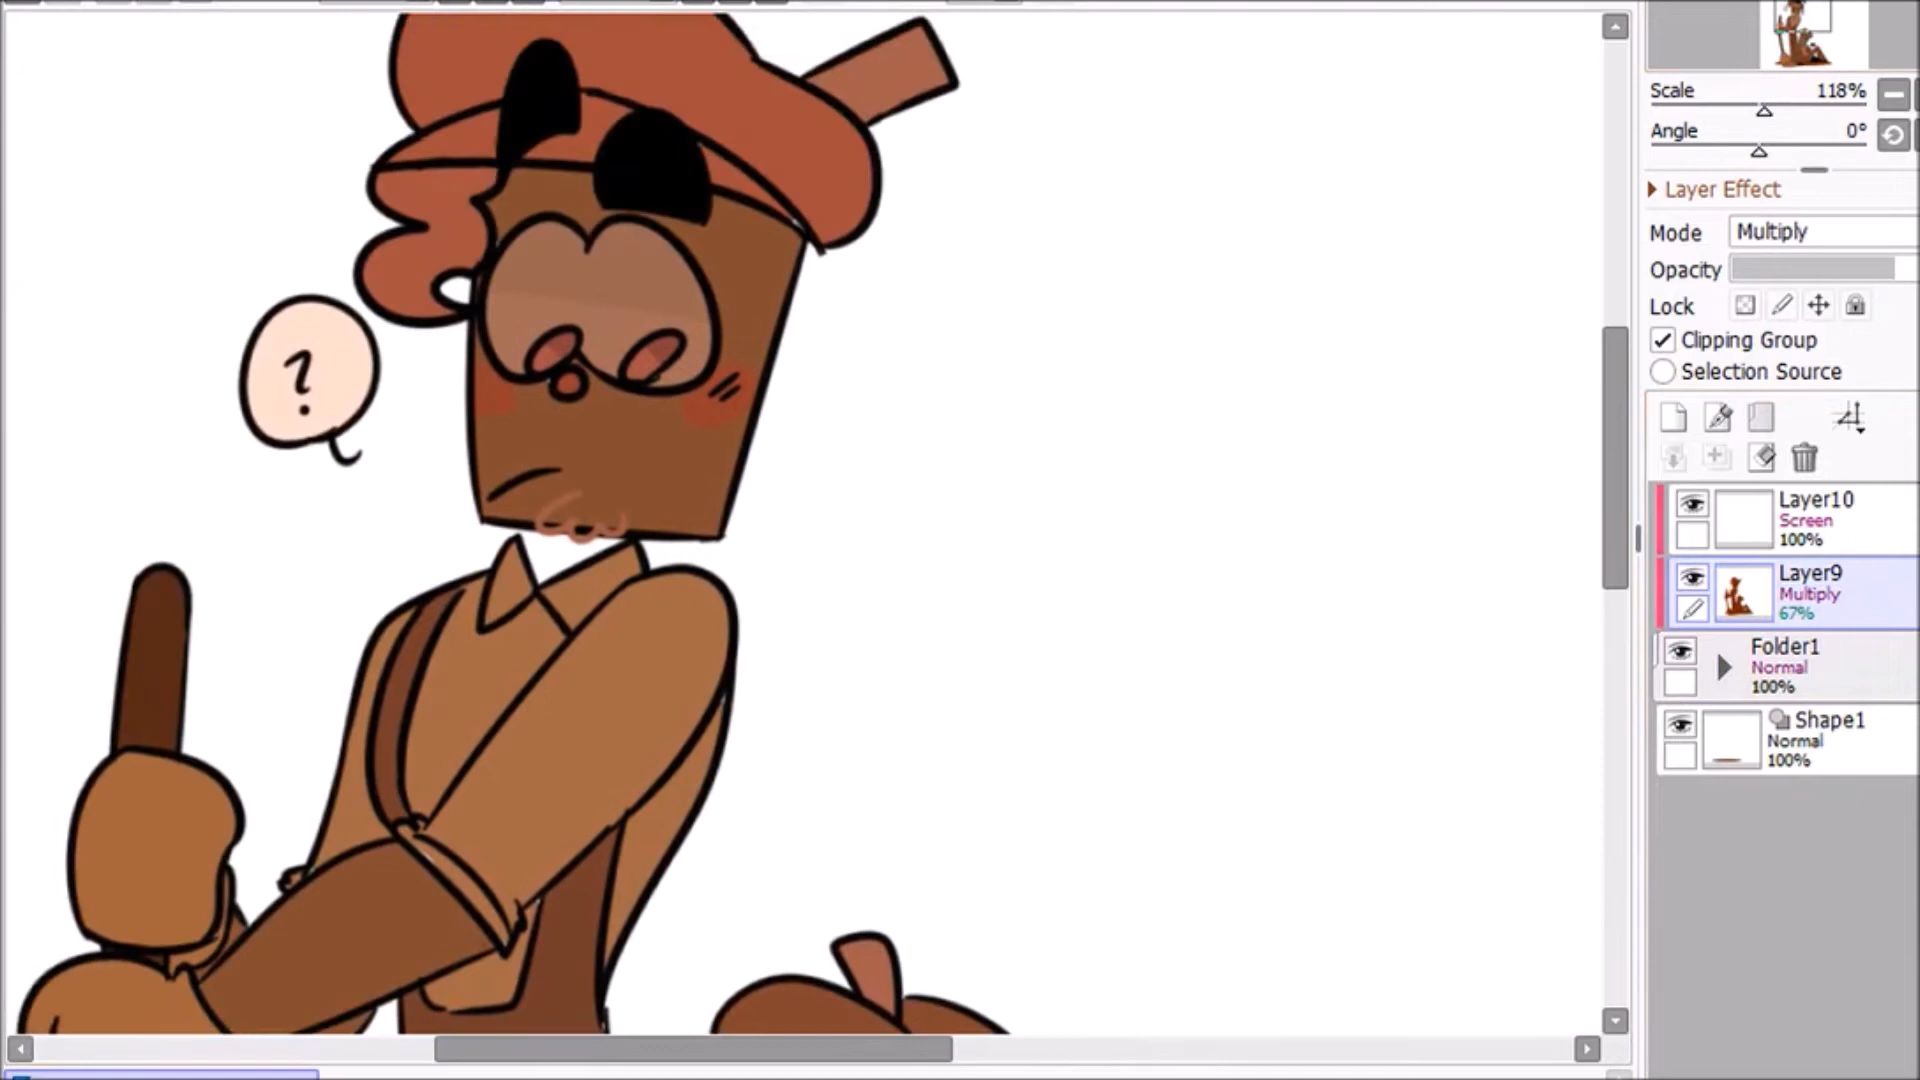 ?
Scale 118%
Angle 0°
Layer Effect
Mode Multiply
Opacity
Lock
Clipping Group
Selection Source
Layer10
Screen
100%
Layer9
Multiply
67%
Folder1
Normal
100%
Shape1
Normal
100%